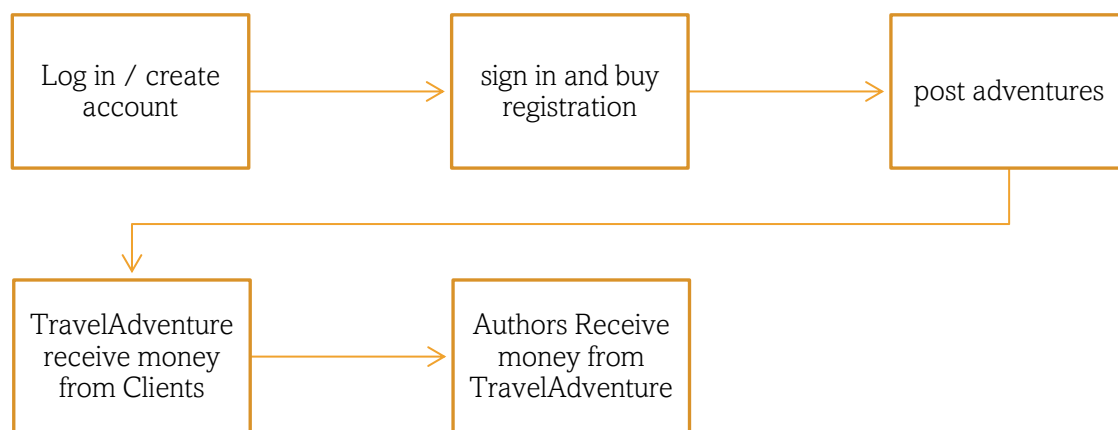 Log in / create
account
sign in and buy
registration
post adventures
TravelAdventure
receive money
from Clients
Authors Receive
money from
TravelAdventure